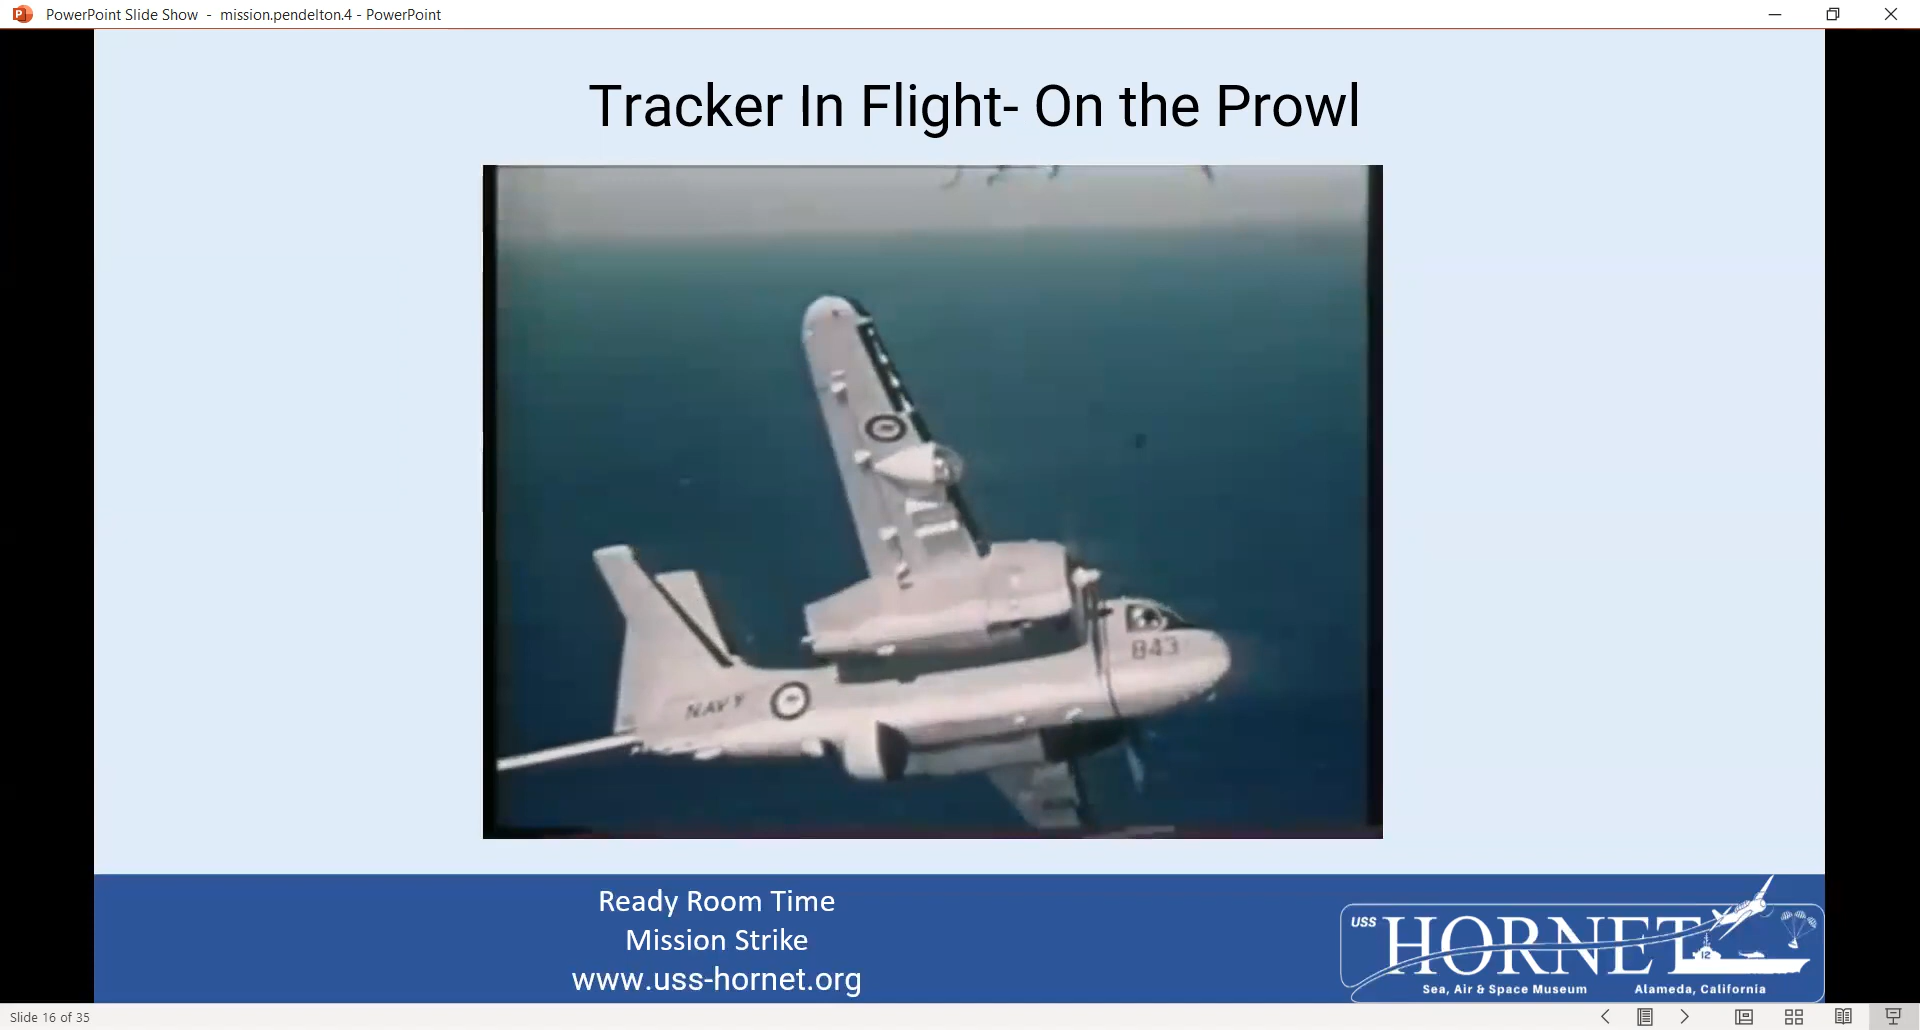 PowerPoint Slide Show - mission.pendelton.4 - PowerPoint
Tracker In Flight- On the Prowl
843
NAVY
Ready Room Time
Mission Strike
www.uss-hornet.org
USS HORNET
12
Sea, Air & Space Museum Alameda, California
Slide 16 of 35